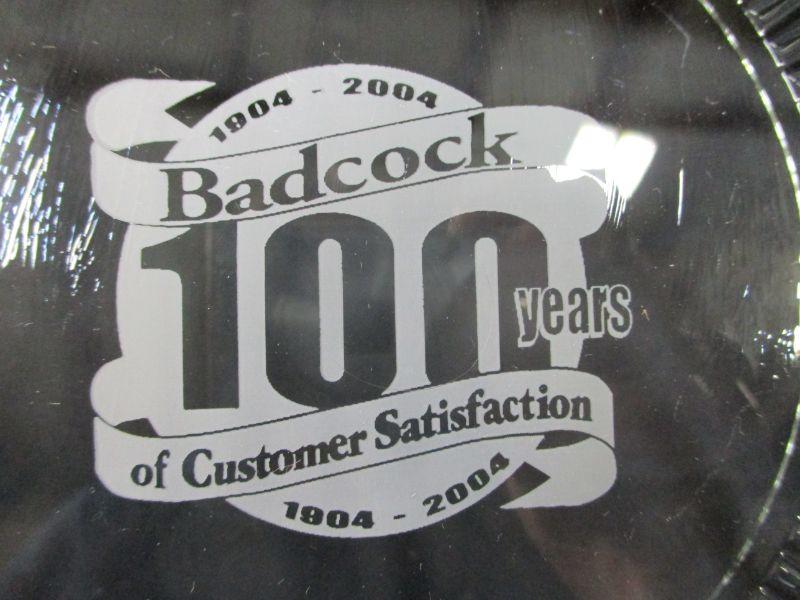 1904 - 2004
Badcock
100
years
of Customer Satisfaction
1904 - 2004